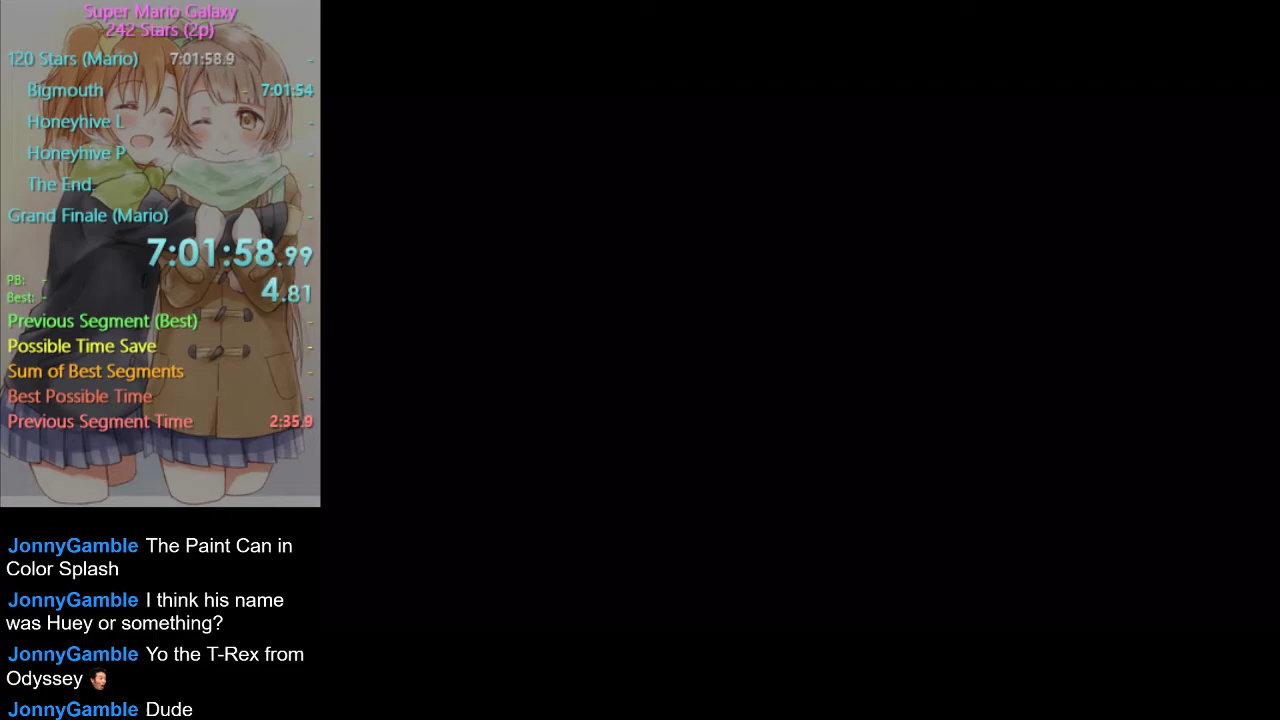 Super Mario Galaxy
242 Stars (2p)
120 Stars (Mario) 7:01:58.9 -
Bigmouth - 7:01:54
Honeyhive L -
Honeyhive P -
The End -
Grand Finale (Mario) -
7:01:58.99
PB: -
Best: - 4.81
Previous Segment (Best) -
Possible Time Save -
Sum of Best Segments -
Best Possible Time -
Previous Segment Time 2:35.9
JonnyGamble The Paint Can in
Color Splash
JonnyGamble I think his name
was Huey or something?
JonnyGamble Yo the T-Rex from
Odyssey
JonnyGamble Dude